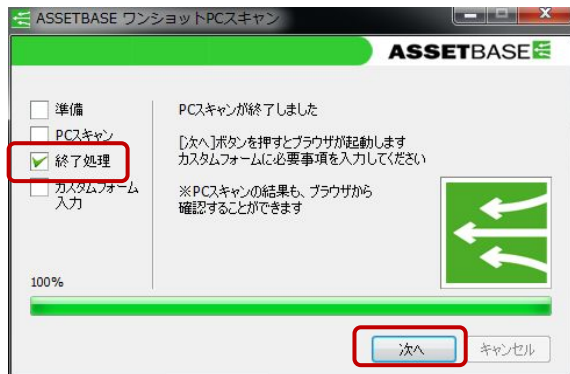 ASSETBASE ワンショットPCスキャン
ASSETBASE
準備
PCスキャン
終了処理
カスタムフォーム
入力
PCスキャンが終了しました
[次へ]ボタンを押すとブラウザが起動します
カスタムフォームに必要事項を入力してください
※PCスキャンの結果も、ブラウザから
確認することができます
100%
次へ
キャンセル